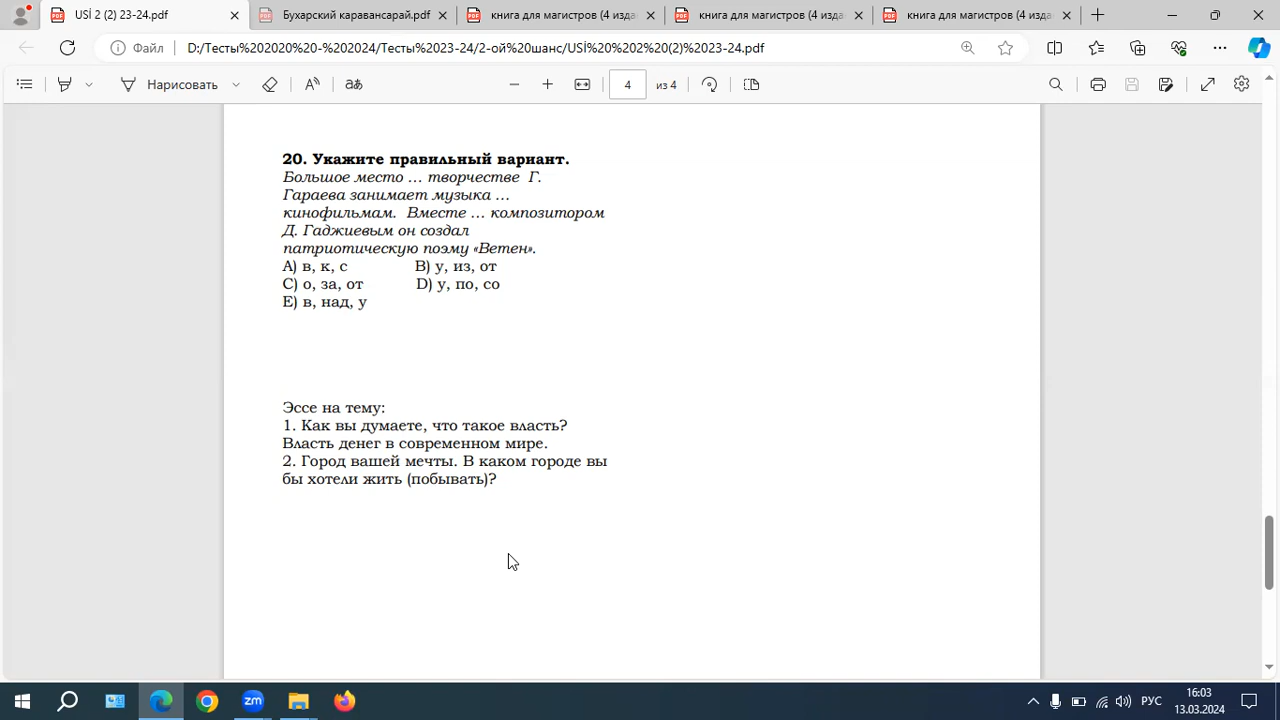 USİ 2 (2) 23-24.pdf
Бухарский каравансарай.pdf
книга для магистров (4 изда
книга для магистров (4 изда
книга для магистров (4 изда
Файл
D:/Тесты%202020%20-%202024/Тесты%2023-24/2-ой%20шанс/USİ%20%202%20(2)%2023-24.pdf
Нарисовать
4
из 4
20. Укажите правильный вариант.
Большое место ... творчестве Г.
Гараева занимает музыка ...
кинофильмам. Вместе ... композитором
Д. Гаджиевым он создал
патриотическую поэму «Ветен».
A) в, к, с B) у, из, от
C) о, за, от D) у, по, со
E) в, над, у
Эссе на тему:
1. Как вы думаете, что такое власть?
Власть денег в современном мире.
2. Город вашей мечты. В каком городе вы
бы хотели жить (побывать)?
zm
РУС
16:03
13.03.2024